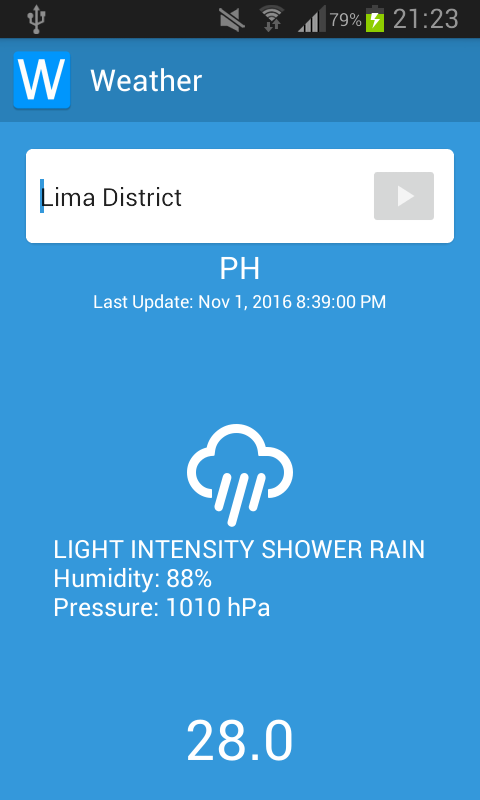 79% 21:23
W Weather
Lima District
PH
Last Update: Nov 1, 2016 8:39:00 PM
LIGHT INTENSITY SHOWER RAIN
Humidity: 88%
Pressure: 1010 hPa
28.0